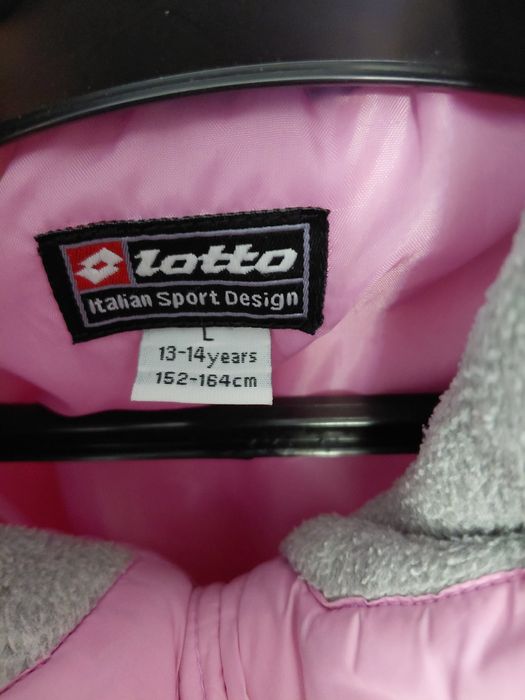 lotto
Italian Sport Design
L
13-14years
152-164cm